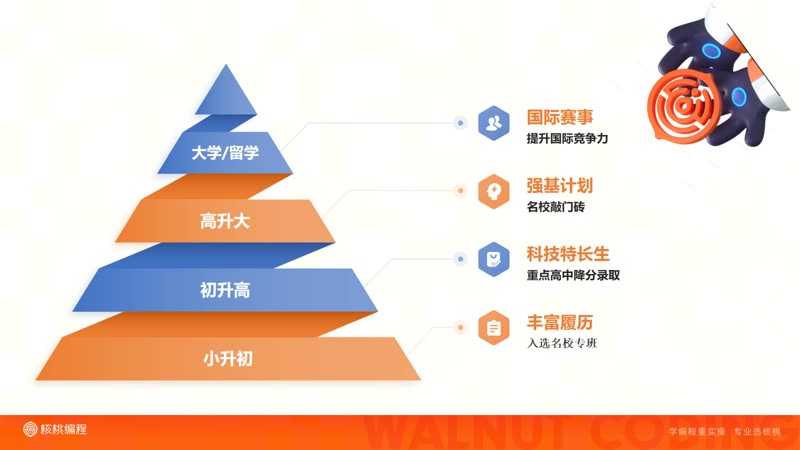 大学/留学
高升大
初升高
小升初
国际赛事
提升国际竞争力
强基计划
名校敲门砖
科技特长生
重点高中降分录取
丰富履历
入选名校专班
核桃编程
WALNUT CODING
学编程重实操 专业选核桃